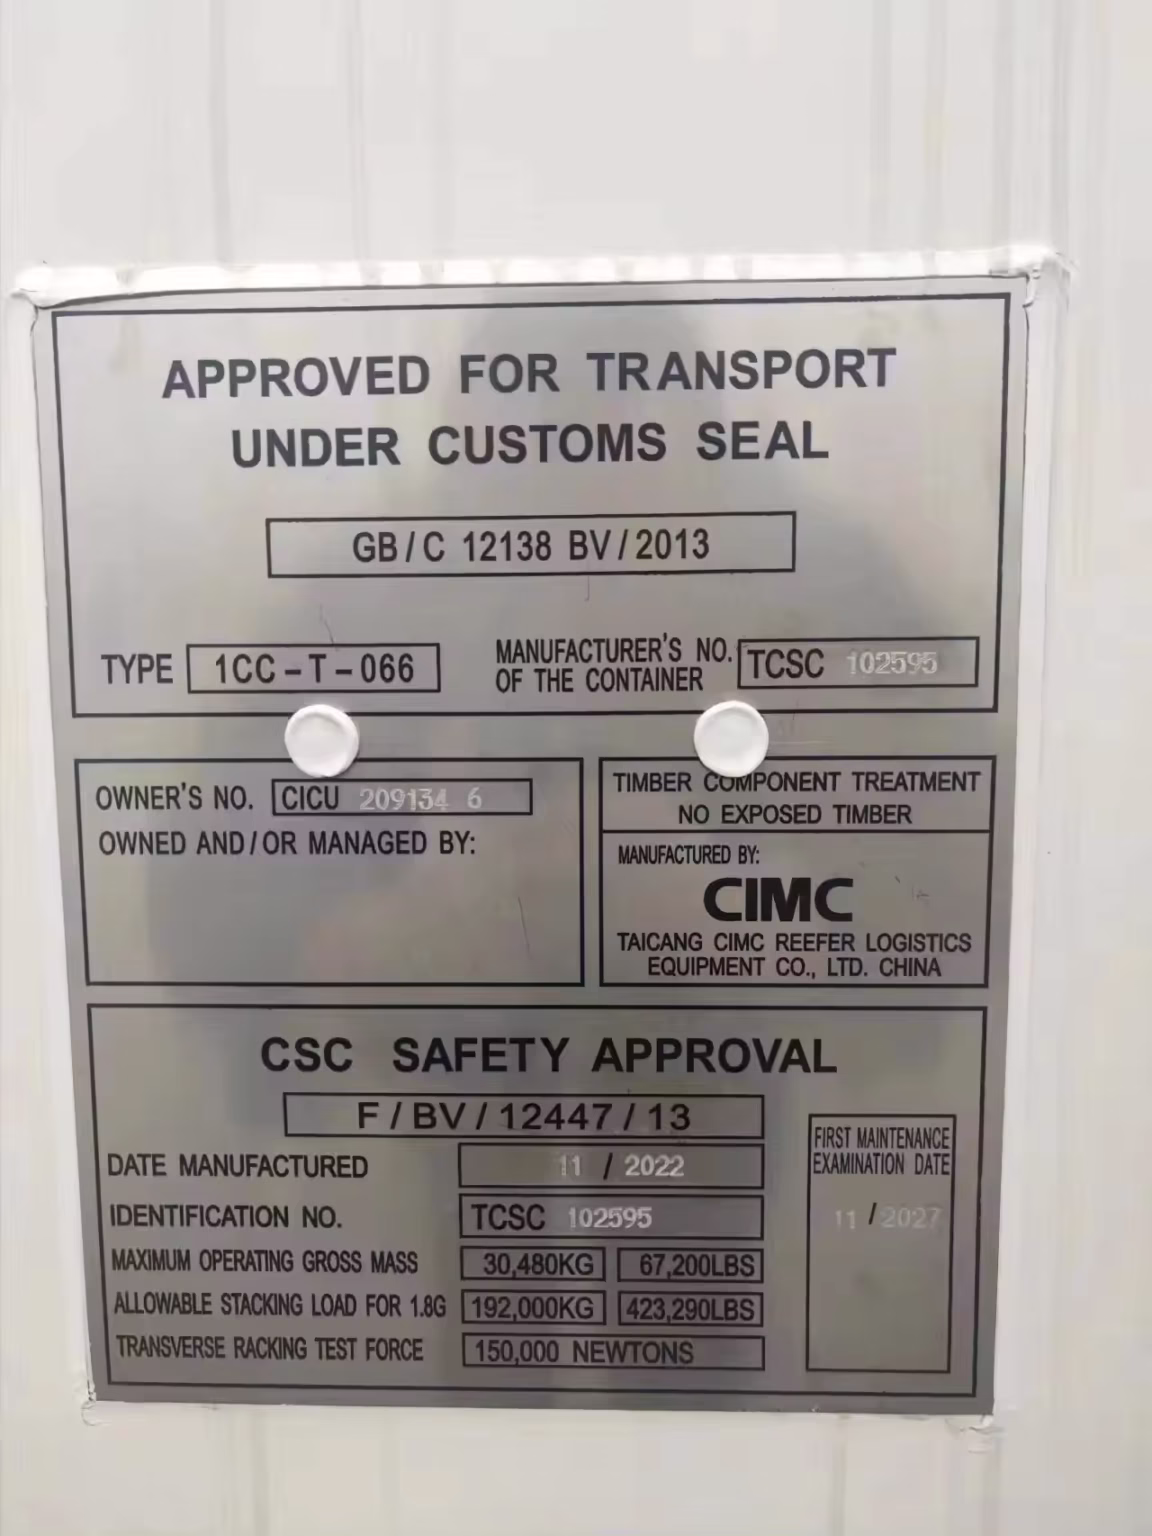 APPROVED FOR TRANSPORT
UNDER CUSTOMS SEAL
GB/C 12138 BV/2013
TYPE 1CC-T-066
MANUFACTURER'S NO.
OF THE CONTAINER
TCSC 102595
OWNER'S NO. CICU 209134 6
OWNED AND/OR MANAGED BY:
TIMBER COMPONENT TREATMENT
NO EXPOSED TIMBER
MANUFACTURED BY:
CIMC
TAICANG CIMC REEFER LOGISTICS
EQUIPMENT CO., LTD. CHINA
CSC SAFETY APPROVAL
F/BV/12447/13
DATE MANUFACTURED 11 / 2022
IDENTIFICATION NO. TCSC 102595
MAXIMUM OPERATING GROSS MASS 30,480KG 67,200LBS
ALLOWABLE STACKING LOAD FOR 1.8G 192,000KG 423,290LBS
TRANSVERSE RACKING TEST FORCE 150,000 NEWTONS
FIRST MAINTENANCE
EXAMINATION DATE
11 / 2027